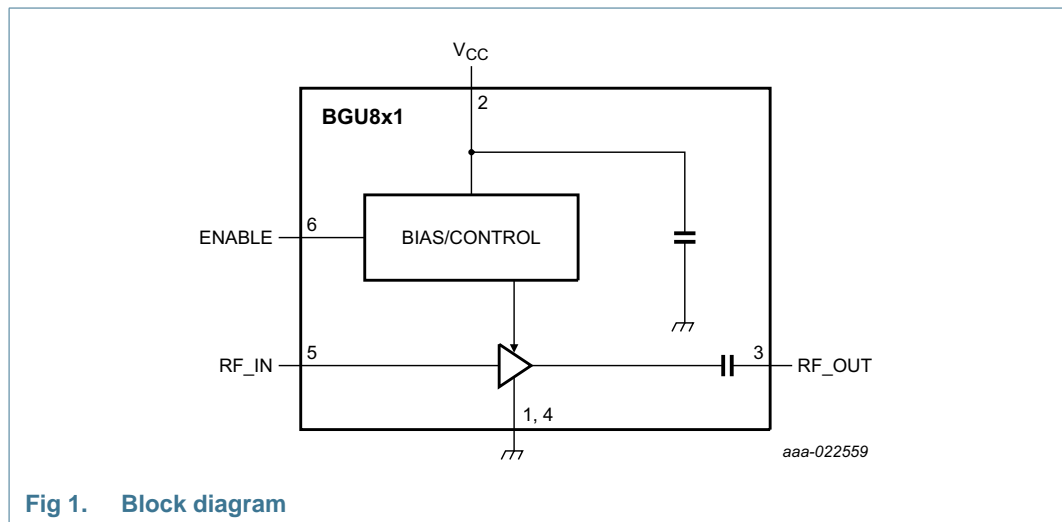 VCC
2
BGU8x1
6
ENABLE
BIAS/CONTROL
5
RF_IN
3
RF_OUT
1, 4
aaa-022559
Fig 1. Block diagram